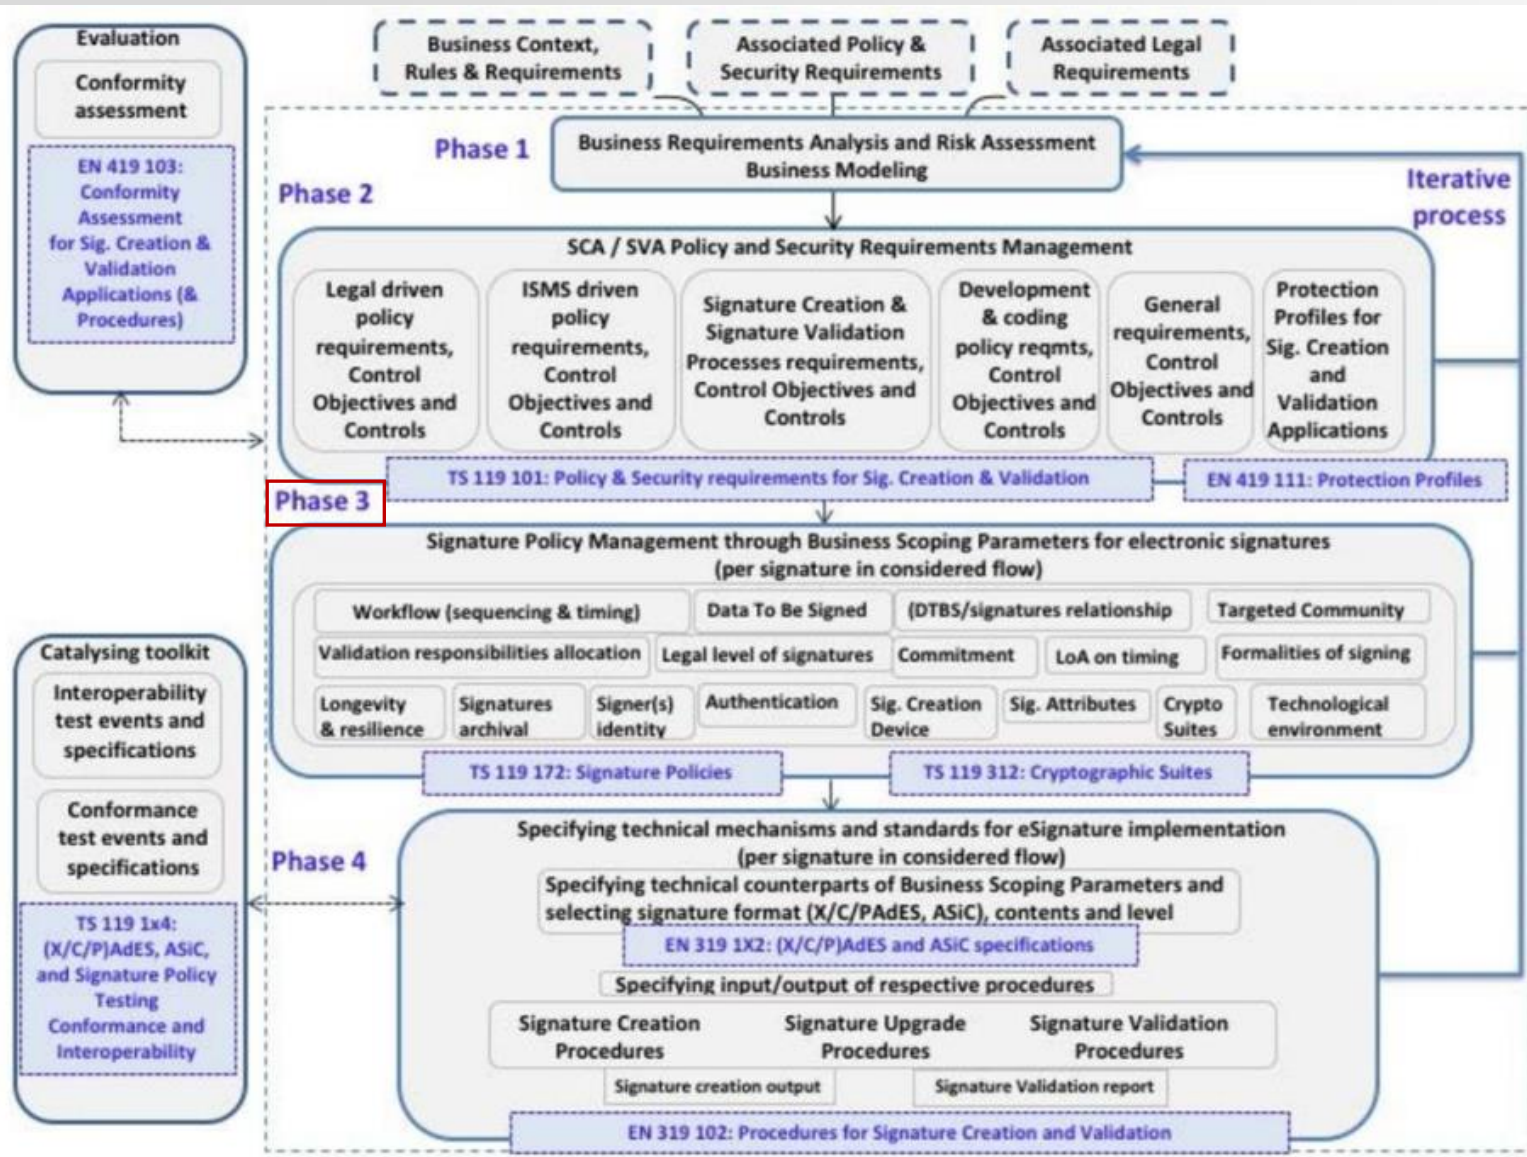 Evaluation
Conformity
assessment
EN 419 103:
Conformity
Assessment
for Sig. Creation &
Validation
Applications (&
Procedures)
Business Context,
Rules & Requirements
Associated Policy &
Security Requirements
Associated Legal
Requirements
Phase 1
Business Requirements Analysis and Risk Assessment
Business Modeling
Iterative
process
Phase 2
SCA / SVA Policy and Security Requirements Management
Legal driven
policy
requirements,
Control
Objectives and
Controls
ISMS driven
policy
requirements,
Control
Objectives and
Controls
Signature Creation &
Signature Validation
Processes requirements,
Control Objectives and
Controls
Development
& coding
policy reqmts,
Control
Objectives and
Controls
General
requirements,
Control
Objectives and
Controls
Protection
Profiles for
Sig. Creation
and
Validation
Applications
TS 119 101: Policy & Security requirements for Sig. Creation & Validation
EN 419 111: Protection Profiles
Phase 3
Signature Policy Management through Business Scoping Parameters for electronic signatures
(per signature in considered flow)
Workflow (sequencing & timing)
Data To Be Signed
(DTBS/signatures relationship
Targeted Community
Validation responsibilities allocation
Legal level of signatures
Commitment
LoA on timing
Formalities of signing
Longevity
& resilience
Signatures
archival
Signer(s)
identity
Authentication
Sig. Creation
Device
Sig. Attributes
Crypto
Suites
Technological
environment
TS 119 172: Signature Policies
TS 119 312: Cryptographic Suites
Catalysing toolkit
Interoperability
test events and
specifications
Conformance
test events and
specifications
TS 119 1x4:
(X/C/P)AdES, ASiC,
and Signature Policy
Testing
Conformance and
Interoperability
Phase 4
Specifying technical mechanisms and standards for eSignature implementation
(per signature in considered flow)
Specifying technical counterparts of Business Scoping Parameters and
selecting signature format (X/C/PAdES, ASiC), contents and level
EN 319 1X2: (X/C/P)AdES and ASiC specifications
Specifying input/output of respective procedures
Signature Creation
Procedures
Signature Upgrade
Procedures
Signature Validation
Procedures
Signature creation output
Signature Validation report
EN 319 102: Procedures for Signature Creation and Validation